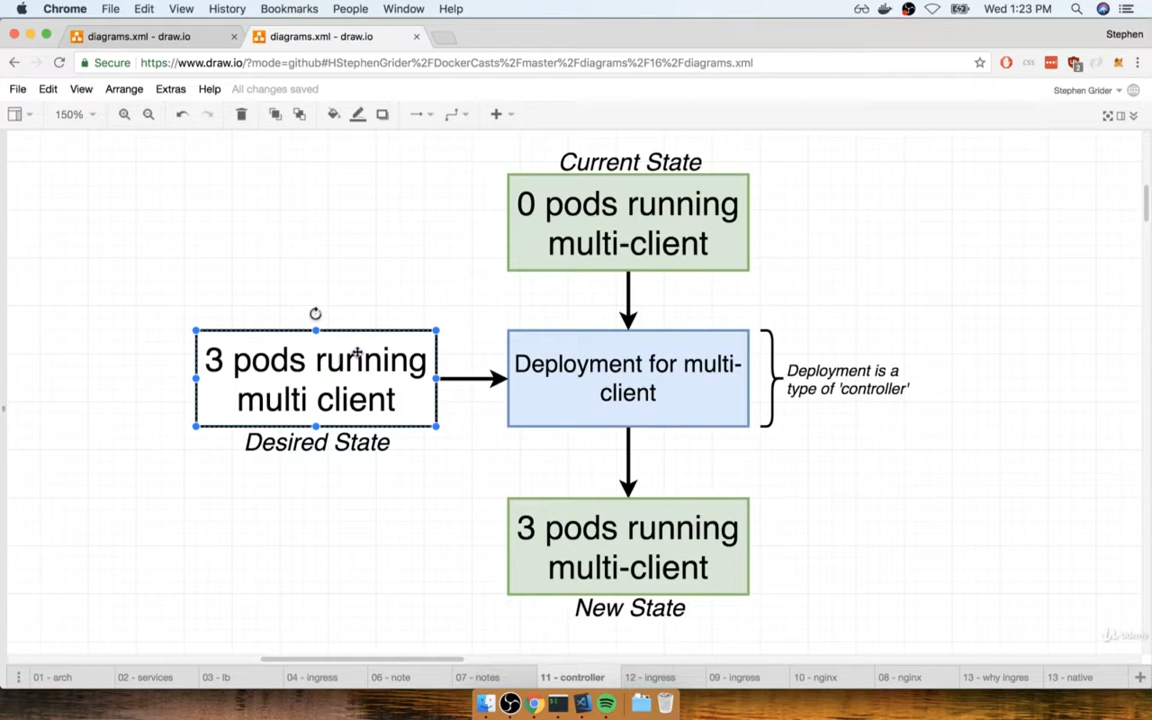 Chrome File Edit View History Bookmarks People Window Help
Wed 1:23 PM
diagrams.xml - draw.io
diagrams.xml - draw.io
Stephen
Secure https://www.draw.io/?mode=github#HStephenGrider%2FDockerCasts%2Fmaster%2Fdiagrams%2F16%2Fdiagrams.xml
File Edit View Arrange Extras Help All changes saved
Stephen Grider
150%
Current State
0 pods running
multi-client
3 pods running
multi client
Desired State
Deployment for multi-
client
Deployment is a
type of 'controller'
3 pods running
multi-client
New State
Udemy
01 - arch 02 - services 03 - lb 04 - ingress 06 - note 07 - notes 11 - controller 12 - ingress 09 - ingress 10 - nginx 08 - nginx 13 - why ingres 13 - native